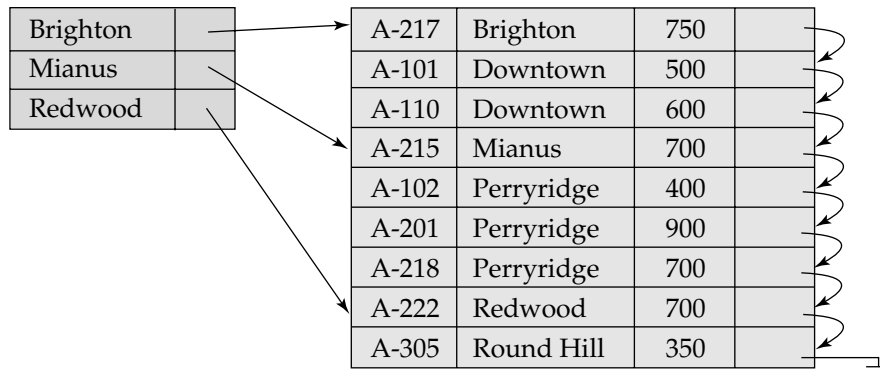 Brighton
Mianus
Redwood
A-217 Brighton 750
A-101 Downtown 500
A-110 Downtown 600
A-215 Mianus 700
A-102 Perryridge 400
A-201 Perryridge 900
A-218 Perryridge 700
A-222 Redwood 700
A-305 Round Hill 350